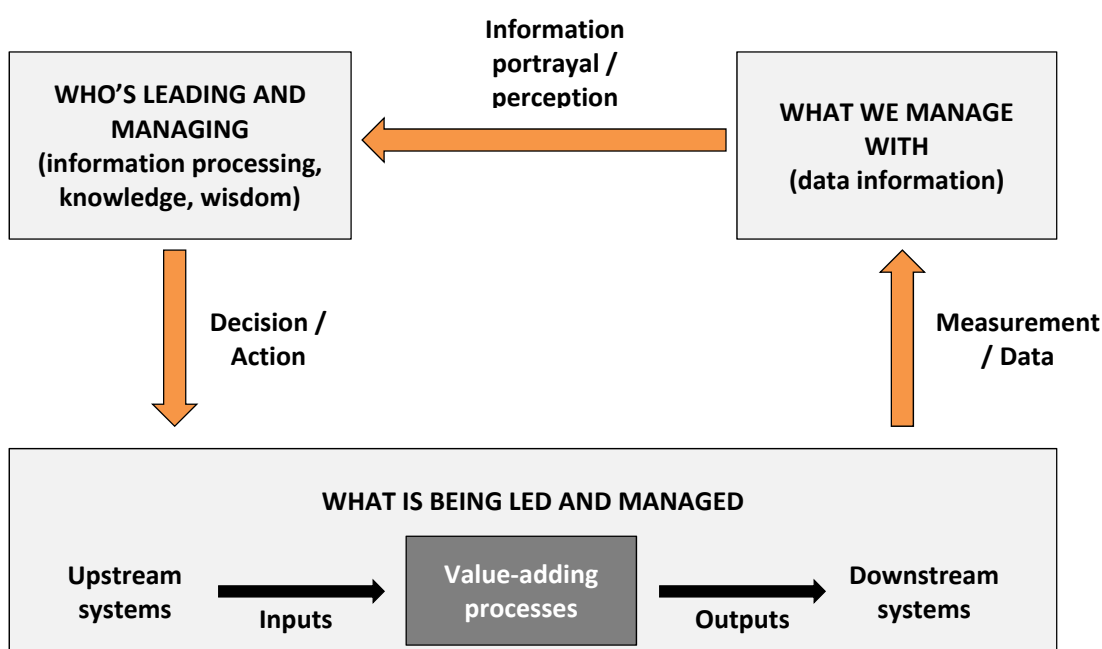 Information
portrayal /
perception
WHO’S LEADING AND
MANAGING
(information processing,
knowledge, wisdom)
WHAT WE MANAGE
WITH
(data information)
Decision /
Action
Measurement
/ Data
WHAT IS BEING LED AND MANAGED
Upstream
systems
Inputs
Value-adding
processes
Outputs
Downstream
systems